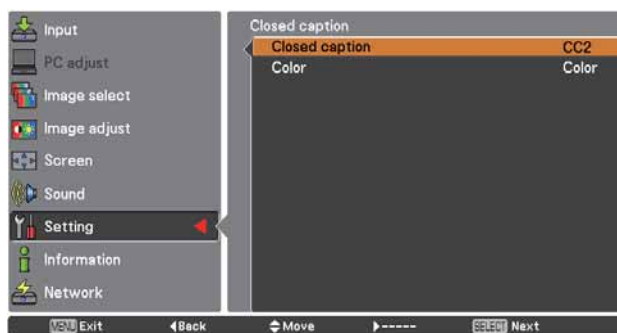 Input
PC adjust
Image select
Image adjust
Screen
Sound
Setting
Information
Network
Closed caption
Closed caption CC2
Color Color
MENU Exit Back Move ----- SELECT Next